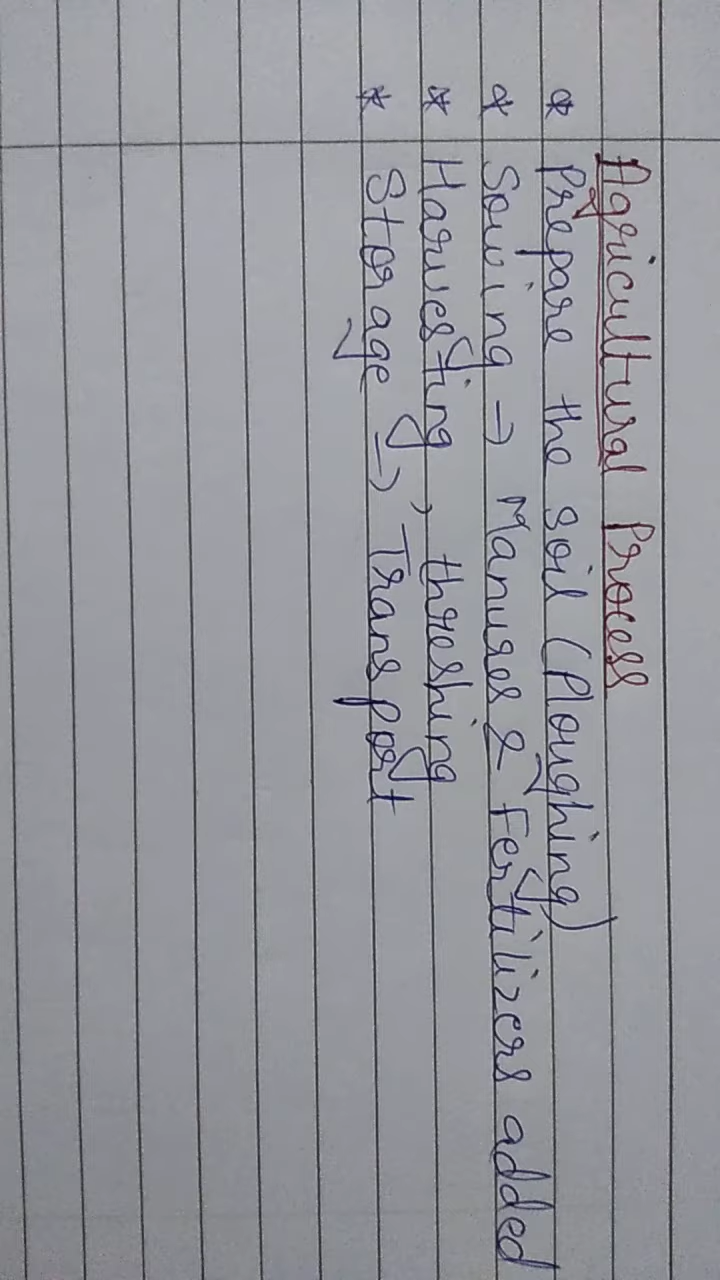 Agricultural Process
* Prepare the soil (Ploughing)
* Sowing → Manures & Fertilizers added
* Harvesting, threshing
* Storage → Transport